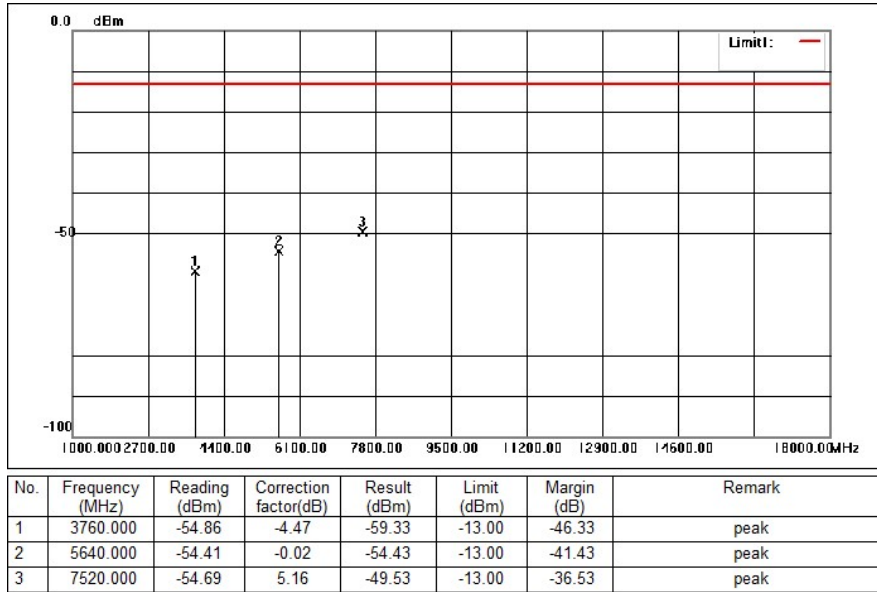 0.0 dBm
Limit1:
-50
1
2
3
-100
1000.000 2700.00 4400.00 6100.00 7800.00 9500.00 11200.00 12900.00 14600.00 18000.00 MHz
No. Frequency (MHz) Reading (dBm) Correction factor(dB) Result (dBm) Limit (dBm) Margin (dB) Remark
1 3760.000 -54.86 -4.47 -59.33 -13.00 -46.33 peak
2 5640.000 -54.41 -0.02 -54.43 -13.00 -41.43 peak
3 7520.000 -54.69 5.16 -49.53 -13.00 -36.53 peak